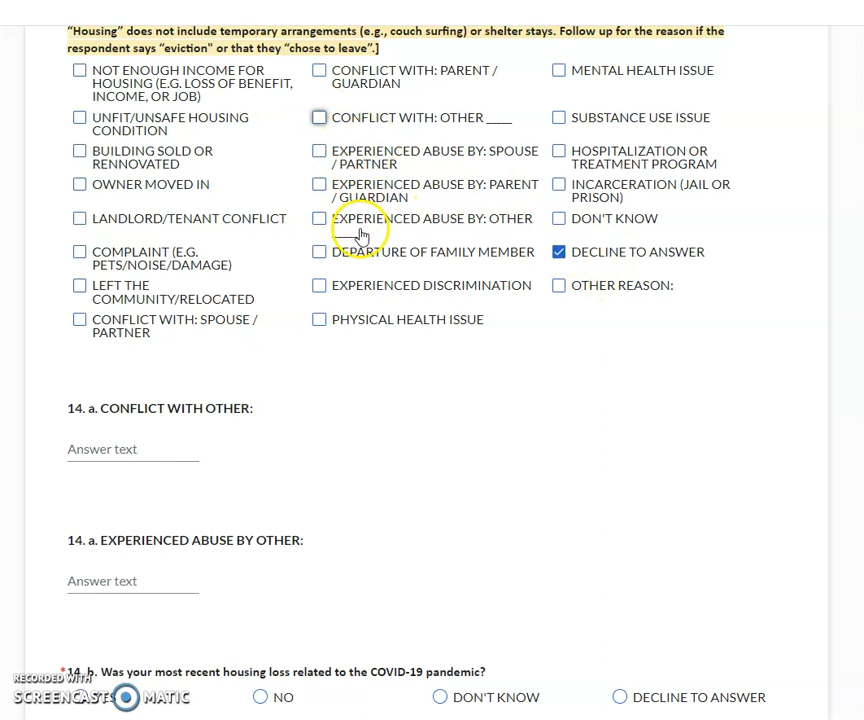 "Housing" does not include temporary arrangements (e.g., couch surfing) or shelter stays. Follow up for the reason if the
respondent says "eviction" or that they "chose to leave".]
NOT ENOUGH INCOME FOR
HOUSING (E.G. LOSS OF BENEFIT,
INCOME, OR JOB)
UNFIT/UNSAFE HOUSING
CONDITION
BUILDING SOLD OR
RENNOVATED
OWNER MOVED IN
LANDLORD/TENANT CONFLICT
COMPLAINT (E.G.
PETS/NOISE/DAMAGE)
LEFT THE
COMMUNITY/RELOCATED
CONFLICT WITH: SPOUSE /
PARTNER
CONFLICT WITH: PARENT /
GUARDIAN
CONFLICT WITH: OTHER ____
EXPERIENCED ABUSE BY: SPOUSE
/ PARTNER
EXPERIENCED ABUSE BY: PARENT
/ GUARDIAN
EXPERIENCED ABUSE BY: OTHER
____
DEPARTURE OF FAMILY MEMBER
EXPERIENCED DISCRIMINATION
PHYSICAL HEALTH ISSUE
MENTAL HEALTH ISSUE
SUBSTANCE USE ISSUE
HOSPITALIZATION OR
TREATMENT PROGRAM
INCARCERATION (JAIL OR
PRISON)
DON'T KNOW
DECLINE TO ANSWER
OTHER REASON:
14. a. CONFLICT WITH OTHER:
Answer text
14. a. EXPERIENCED ABUSE BY OTHER:
Answer text
*14. b. Was your most recent housing loss related to the COVID-19 pandemic?
NO
DON'T KNOW
DECLINE TO ANSWER
RECORDED WITH
SCREENCAST MATIC